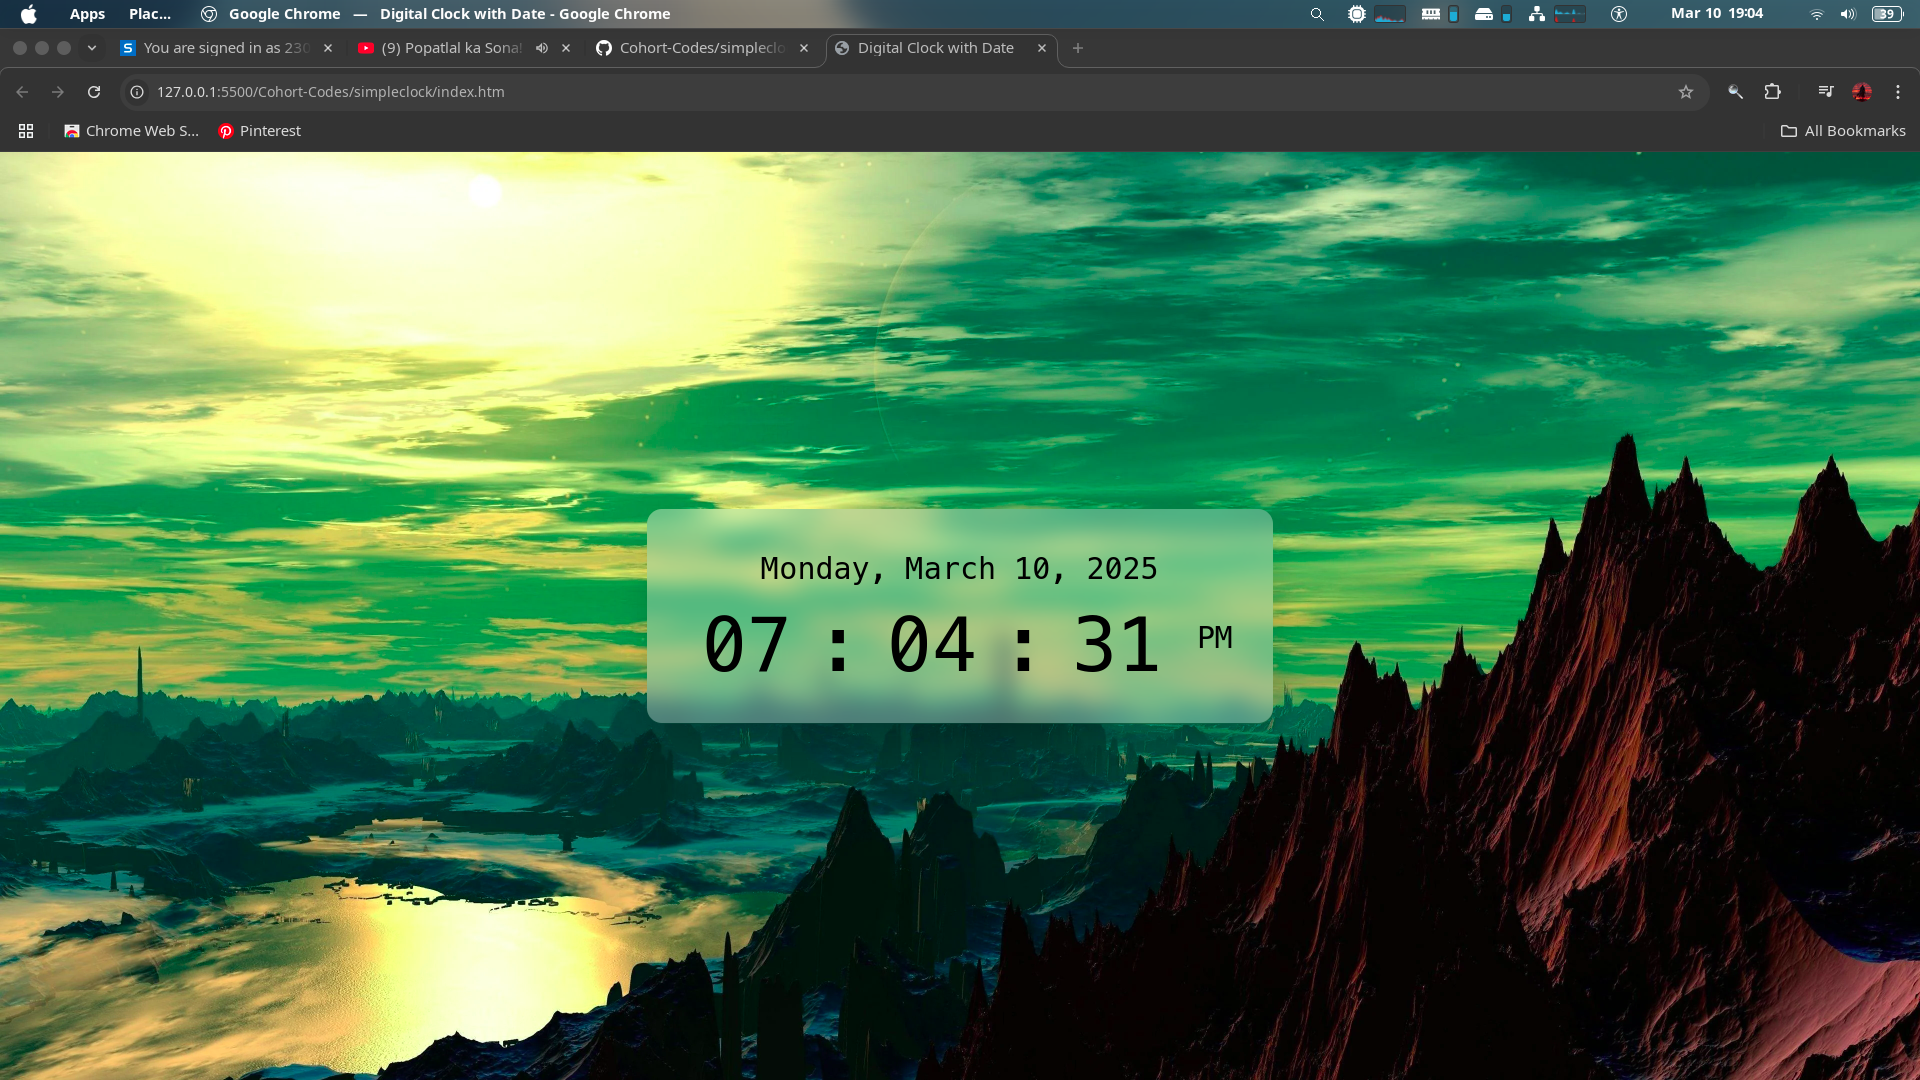 Apps Plac... Google Chrome — Digital Clock with Date - Google Chrome Mar 10 19:04 39
You are signed in as 230 (9) Popatlal ka Sona! Cohort-Codes/simpleclo Digital Clock with Date
127.0.0.1:5500/Cohort-Codes/simpleclock/index.htm
Chrome Web S... Pinterest All Bookmarks
Monday, March 10, 2025
07 : 04 : 31 PM